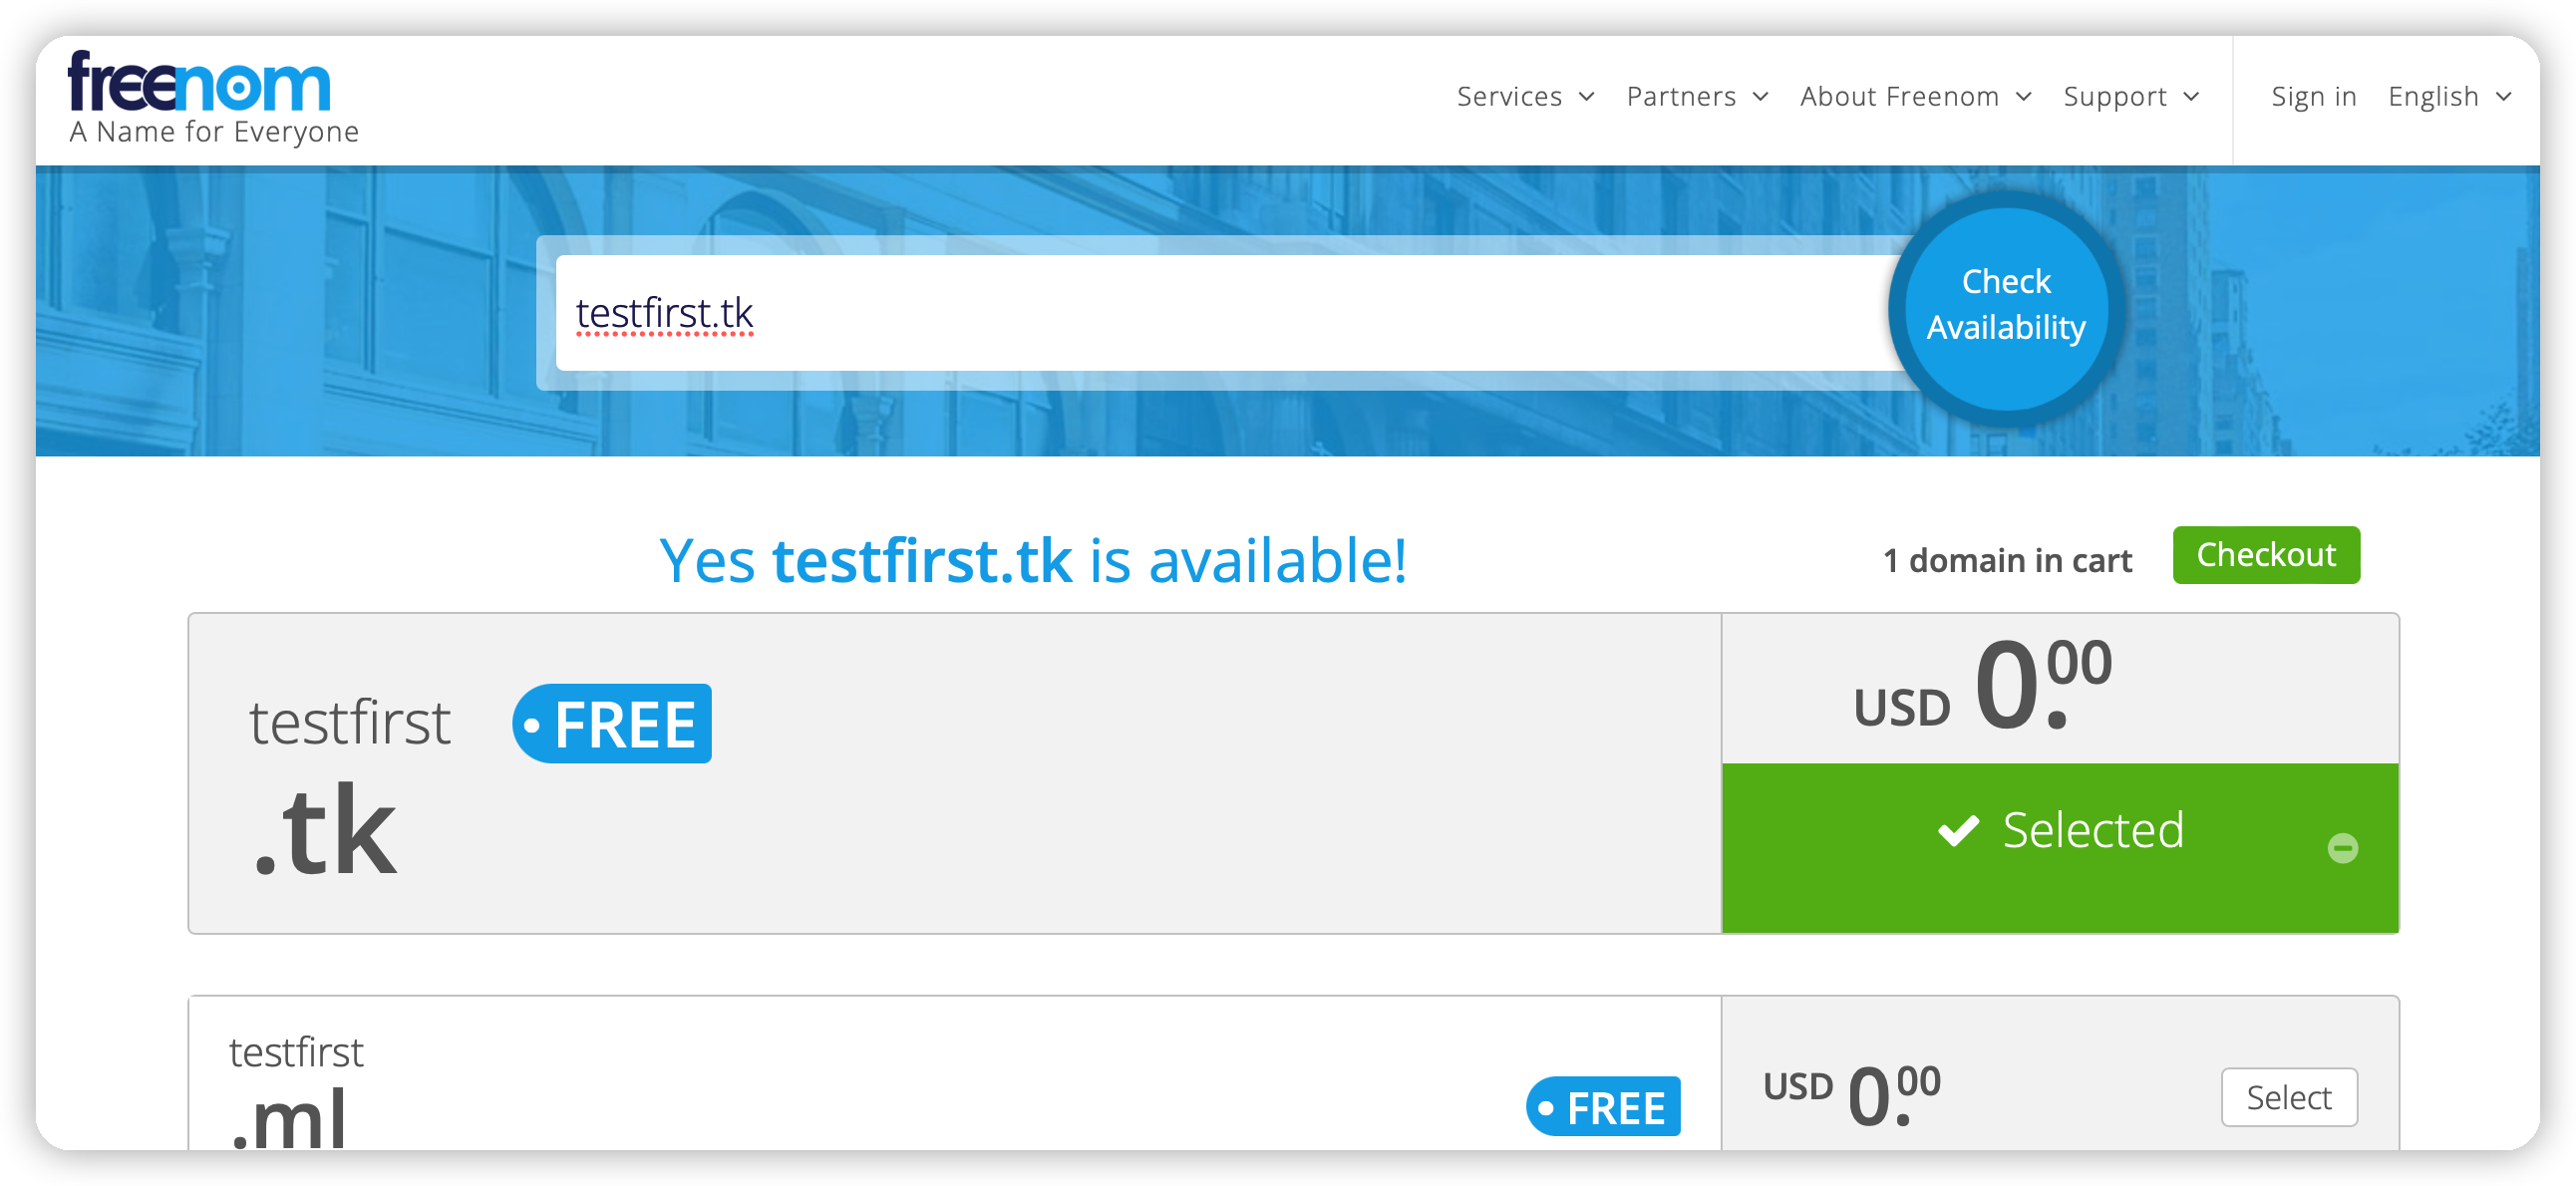 freenom
A Name for Everyone
Services Partners About Freenom Support Sign in English
testfirst.tk
Check
Availability
Yes testfirst.tk is available!
1 domain in cart
Checkout
testfirst
FREE
.tk
USD 0.00
Selected
testfirst
.ml
FREE
USD 0.00
Select